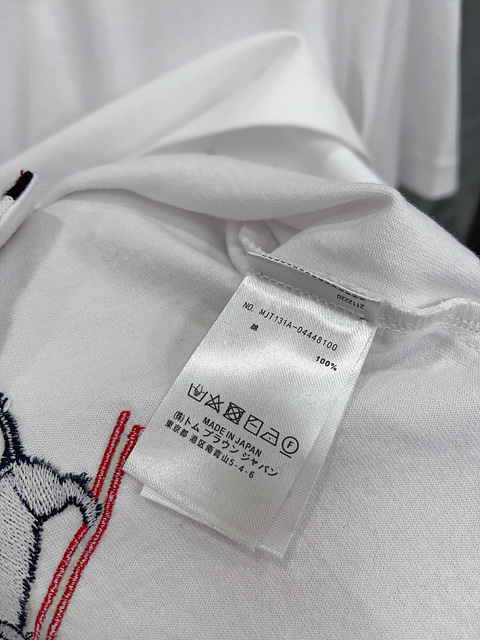 2112220
NO. MJT131A-04448100
綿
100%
MADE IN JAPAN
(株)トム ブラウン ジャパン
東京都 港区南青山5-4-6